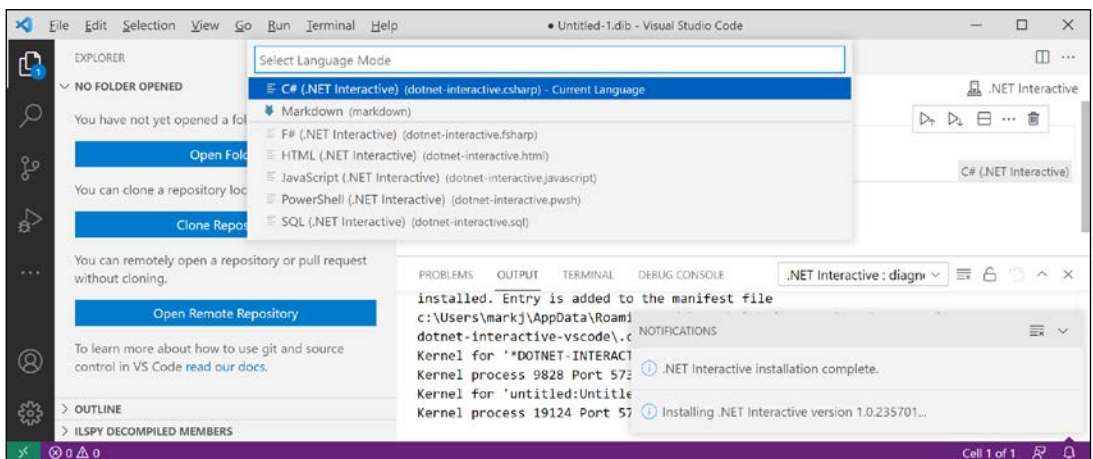 File Edit Selection View Go Run Terminal Help
● Untitled-1.dib - Visual Studio Code
EXPLORER
NO FOLDER OPENED
You have not yet opened a fol
Open Fold
You can clone a repository loc
Clone Repos
You can remotely open a repository or pull request
without cloning.
Open Remote Repository
To learn more about how to use git and source
control in VS Code read our docs.
OUTLINE
ILSPY DECOMPILED MEMBERS
Select Language Mode
C# (.NET Interactive) (dotnet-interactive.csharp) - Current Language
Markdown (markdown)
F# (.NET Interactive) (dotnet-interactive.fsharp)
HTML (.NET Interactive) (dotnet-interactive.html)
JavaScript (.NET Interactive) (dotnet-interactive.javascript)
PowerShell (.NET Interactive) (dotnet-interactive.pwsh)
SQL (.NET Interactive) (dotnet-interactive.sql)
.NET Interactive
C# (.NET Interactive)
PROBLEMS OUTPUT TERMINAL DEBUG CONSOLE
.NET Interactive : diagn
installed. Entry is added to the manifest file
c:\Users\markj\AppData\Roami
dotnet-interactive-vscode\.c
Kernel for '*DOTNET-INTERACT
Kernel process 9828 Port 573
Kernel for 'untitled:Untitle
Kernel process 19124 Port 57
NOTIFICATIONS
.NET Interactive installation complete.
Installing .NET Interactive version 1.0.235701...
1
0 0
Cell 1 of 1